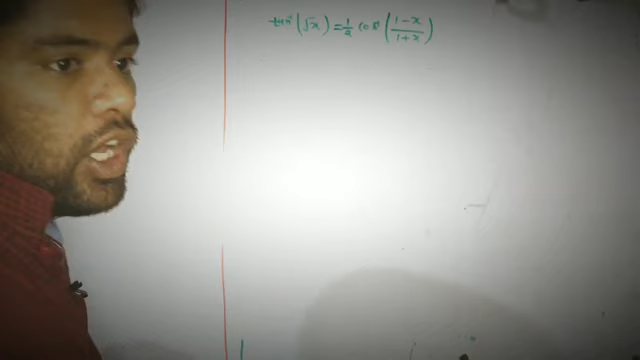 tan⁻¹(√x) = 1/2 cos⁻¹((1-x)/(1+x))